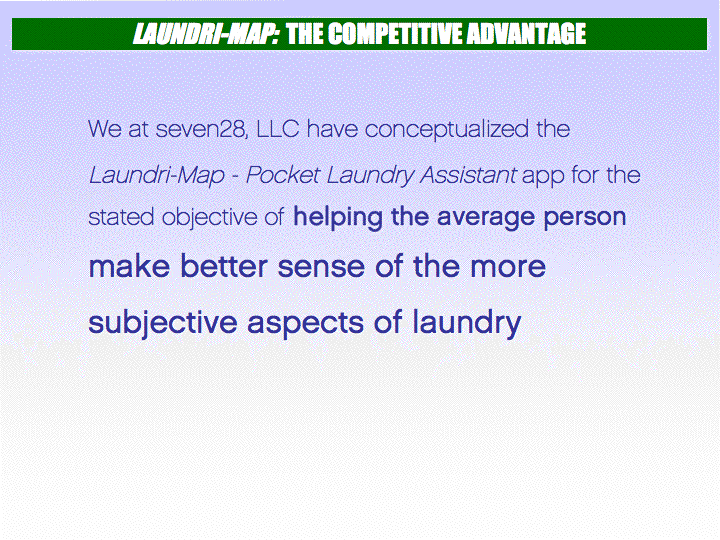 LAUNDRI-MAP: THE COMPETITIVE ADVANTAGE
We at seven28, LLC have conceptualized the
Laundri-Map - Pocket Laundry Assistant app for the
stated objective of helping the average person
make better sense of the more
subjective aspects of laundry